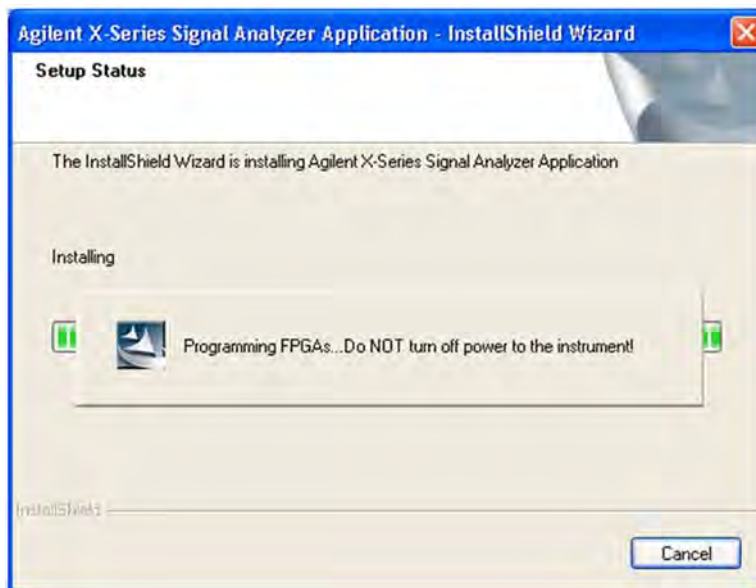 Agilent X-Series Signal Analyzer Application - InstallShield Wizard
Setup Status
The InstallShield Wizard is installing Agilent X-Series Signal Analyzer Application
Installing
Programming FPGAs...Do NOT turn off power to the instrument!
InstallShield
Cancel